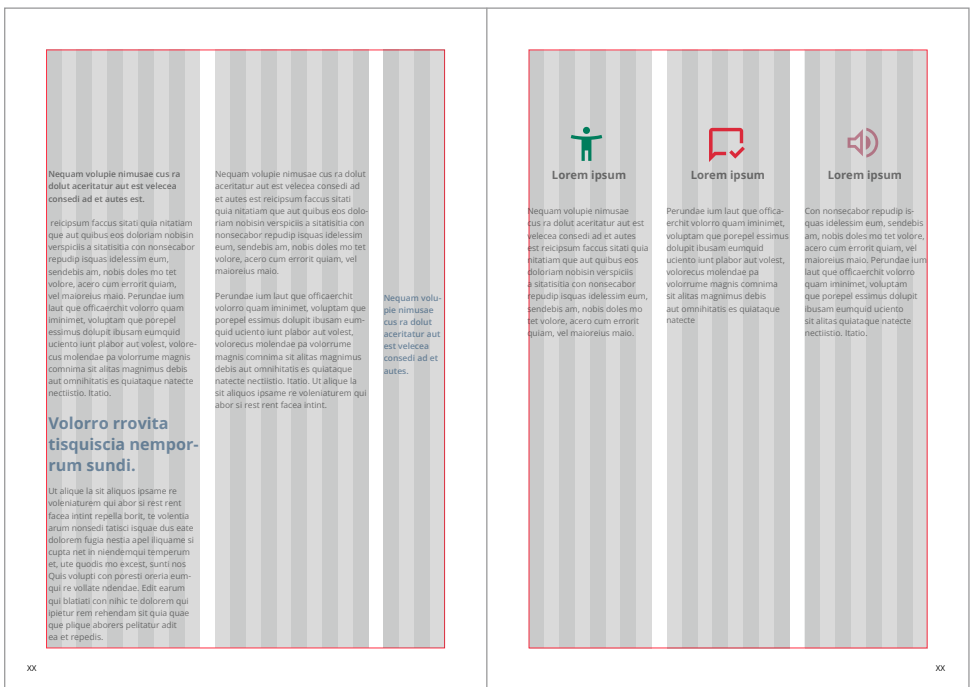 Nequam volupie nimusae cus ra
dolut aceritatur aut est velecea
consedi ad et autes est.
reicipsum faccus sitati quia nitatiam
que aut quibus eos doloriam nobisin
verspiciis a sitatisitia con nonsecabor
repudip isquas idelessim eum,
sendebis am, nobis doles mo tet
volore, acero cum errorit quiam,
vel maioreius maio. Perundae ium
laut que officaerchit volorro quam
iminimet, voluptam que porepel
essimus dolupit ibusam eumquid
uciento iunt plabor aut volest, volore-
cus molendae pa volorrume magnis
comnima sit alitas magnimus debis
aut omnihitatis es quiataque natecte
nectiistio. Itatio.
Volorro rrovita
tisquiscia nempor-
rum sundi.
Ut alique la sit aliquos ipsame re
voleniaturem qui abor si rest rent
facea intint repella borit, te volentia
arum nonsedi tatisci isquae dus eate
dolorem fugia nestia apel iliquame si
cupta net in niendemqui temperum
et, ute quodis mo excest, sunti nos
Quis volupti con poresti oreria eum-
qui re vollate ndendae. Edit earum
qui blatiati con nihic te dolorem qui
ipietur rem rehendam sit quia quae
que plique aborers pelitatur adit
ea et repedis.
Nequam volupie nimusae cus ra dolut
aceritatur aut est velecea consedi ad
et autes est reicipsum faccus sitati
quia nitatiam que aut quibus eos dolo-
riam nobisin verspiciis a sitatisitia con
nonsecabor repudip isquas idelessim
eum, sendebis am, nobis doles mo tet
volore, acero cum errorit quiam, vel
maioreius maio.
Perundae ium laut que officaerchit
volorro quam iminimet, voluptam que
porepel essimus dolupit ibusam eum-
quid uciento iunt plabor aut volest,
volorecus molendae pa volorrume
magnis comnima sit alitas magnimus
debis aut omnihitatis es quiataque
natecte nectiistio. Itatio. Ut alique la
sit aliquos ipsame re voleniaturem qui
abor si rest rent facea intint.
Nequam volu-
pie nimusae
cus ra dolut
aceritatur aut
est velecea
consedi ad et
autes.
xx
Lorem ipsum
Nequam volupie nimusae
cus ra dolut aceritatur aut est
velecea consedi ad et autes
est reicipsum faccus sitati quia
nitatiam que aut quibus eos
doloriam nobisin verspiciis
a sitatisitia con nonsecabor
repudip isquas idelessim eum,
sendebis am, nobis doles mo
tet volore, acero cum errorit
quiam, vel maioreius maio.
Lorem ipsum
Perundae ium laut que offica-
erchit volorro quam iminimet,
voluptam que porepel essimus
dolupit ibusam eumquid
uciento iunt plabor aut volest,
volorecus molendae pa
volorrume magnis comnima
sit alitas magnimus debis
aut omnihitatis es quiataque
natecte
Lorem ipsum
Con nonsecabor repudip is-
quas idelessim eum, sendebis
am, nobis doles mo tet volore,
acero cum errorit quiam, vel
maioreius maio. Perundae ium
laut que officaerchit volorro
quam iminimet, voluptam
que porepel essimus dolupit
ibusam eumquid uciento
sit alitas magnimus debis
aut omnihitatis es quiataque natecte
nectiistio. Itatio.
xx